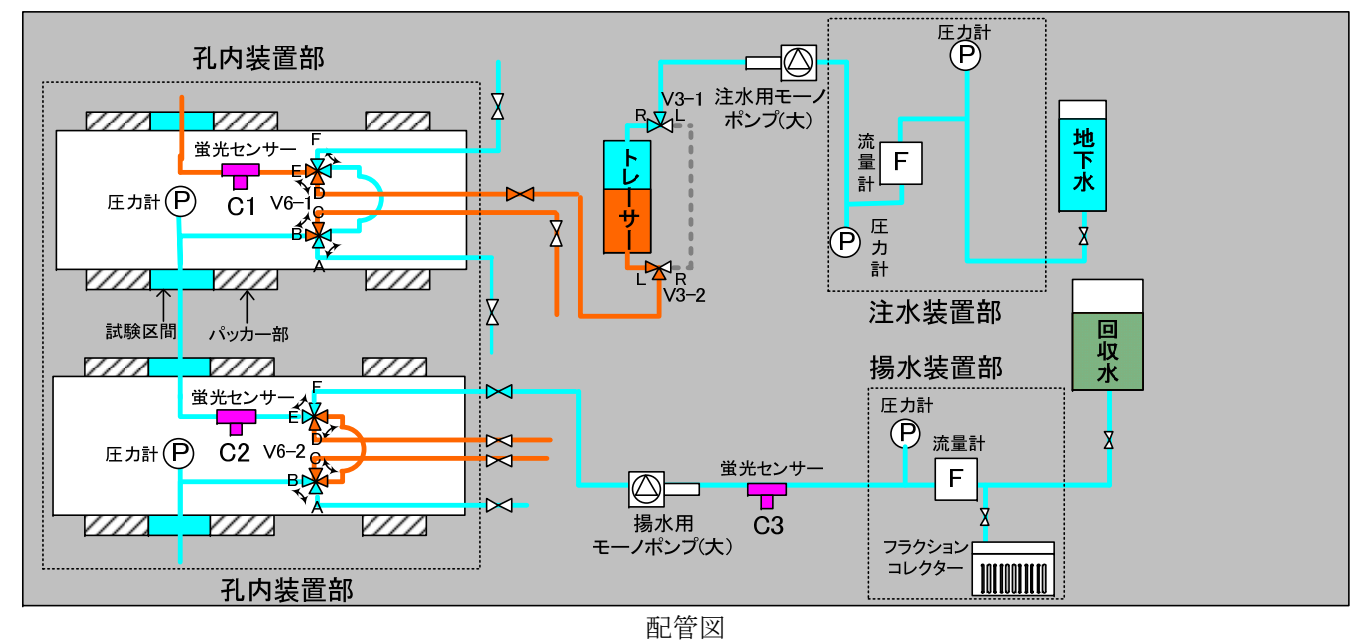 孔内装置部
蛍光センサー
圧力計
P
C1
V6-1
F
E
D
C
B
A
試験区間
パッカー部
蛍光センサー
圧力計
P
C2
V6-2
F
E
D
C
B
A
孔内装置部
V3-1
R
L
トレーサー
L
R
V3-2
注水用モーノ
ポンプ(大)
圧力計
P
流量計
F
P
圧力計
注水装置部
地下水
回収水
揚水装置部
圧力計
P
流量計
F
蛍光センサー
C3
揚水用
モーノポンプ(大)
フラクション
コレクター
配管図